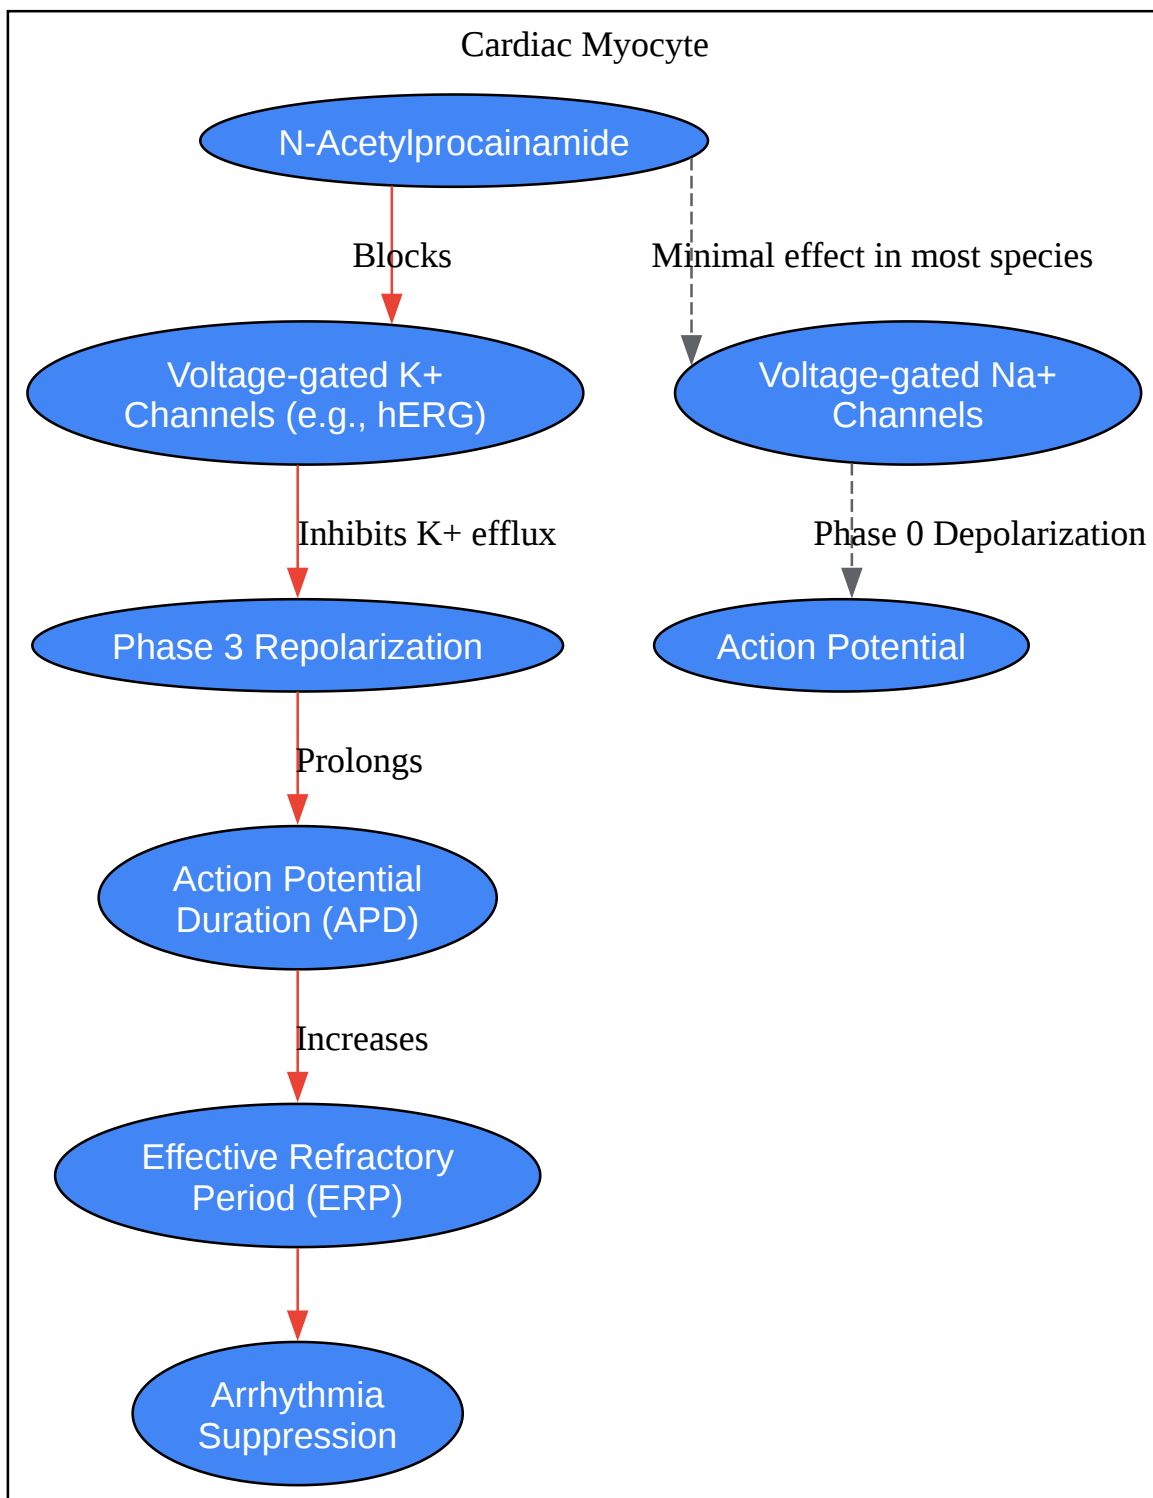 Cardiac Myocyte
N-Acetylprocainamide
Blocks
Minimal effect in most species
Voltage-gated K+
Channels (e.g., hERG)
Voltage-gated Na+
Channels
Inhibits K+ efflux
Phase 0 Depolarization
Phase 3 Repolarization
Action Potential
Prolongs
Action Potential
Duration (APD)
Increases
Effective Refractory
Period (ERP)
Arrhythmia
Suppression